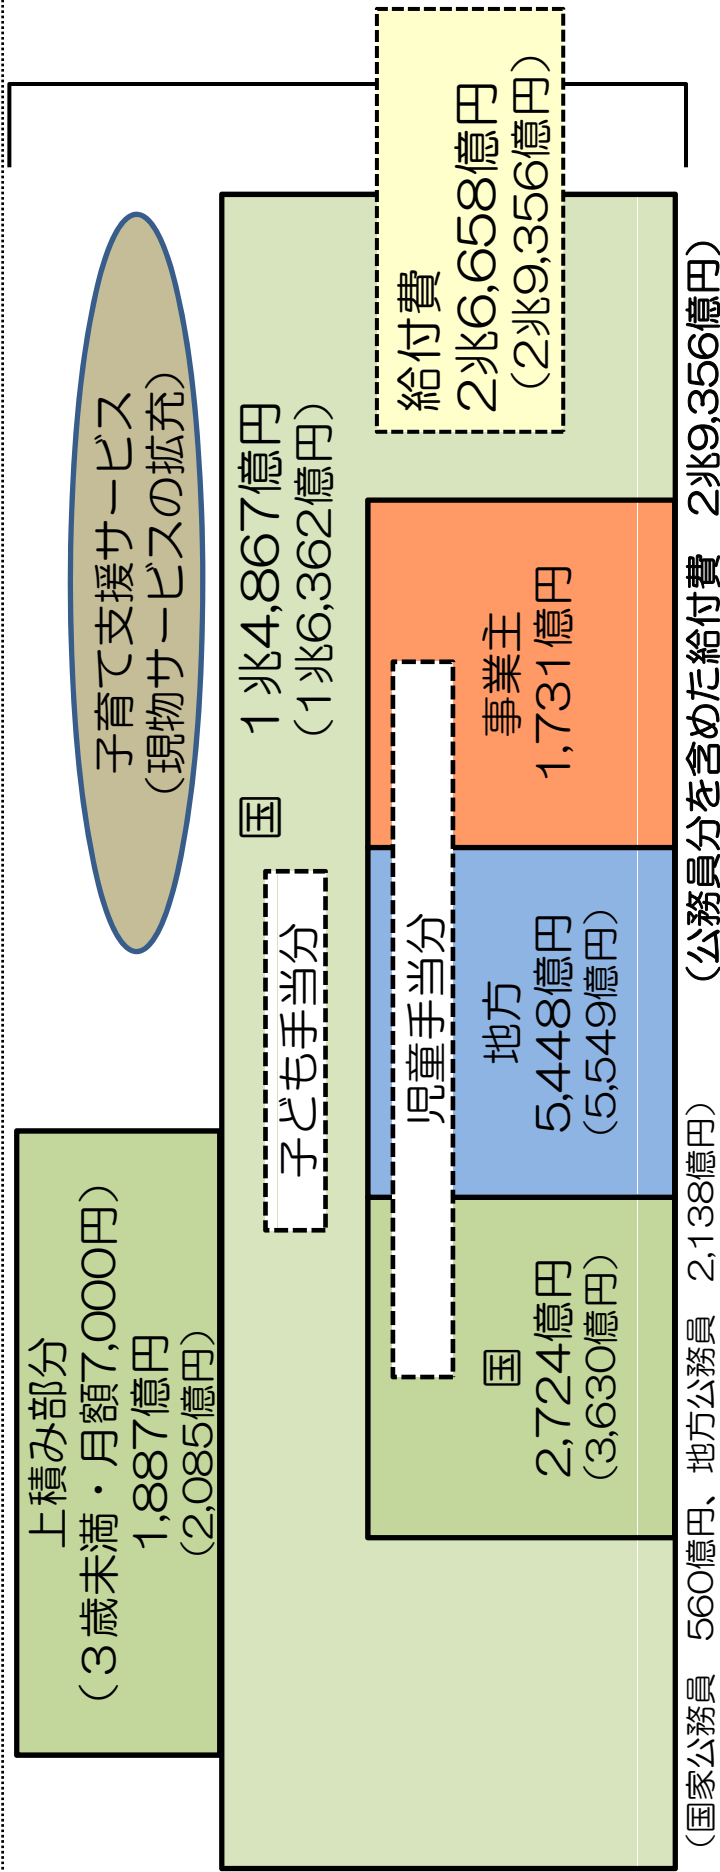 上積み部分
（３歳未満・月額7,000円）
1,887億円
（2,085億円）
子育て支援サービス
（現物サービスの拡充）
国　１兆4,867億円
（１兆6,362億円）
子ども手当分
給付費
2兆6,658億円
（2兆9,356億円）
児童手当分
国
2,724億円
（3,630億円）
地方
5,448億円
（5,549億円）
事業主
1,731億円
（国家公務員　560億円、地方公務員　2,138億円）
（公務員分を含めた給付費　2兆9,356億円）